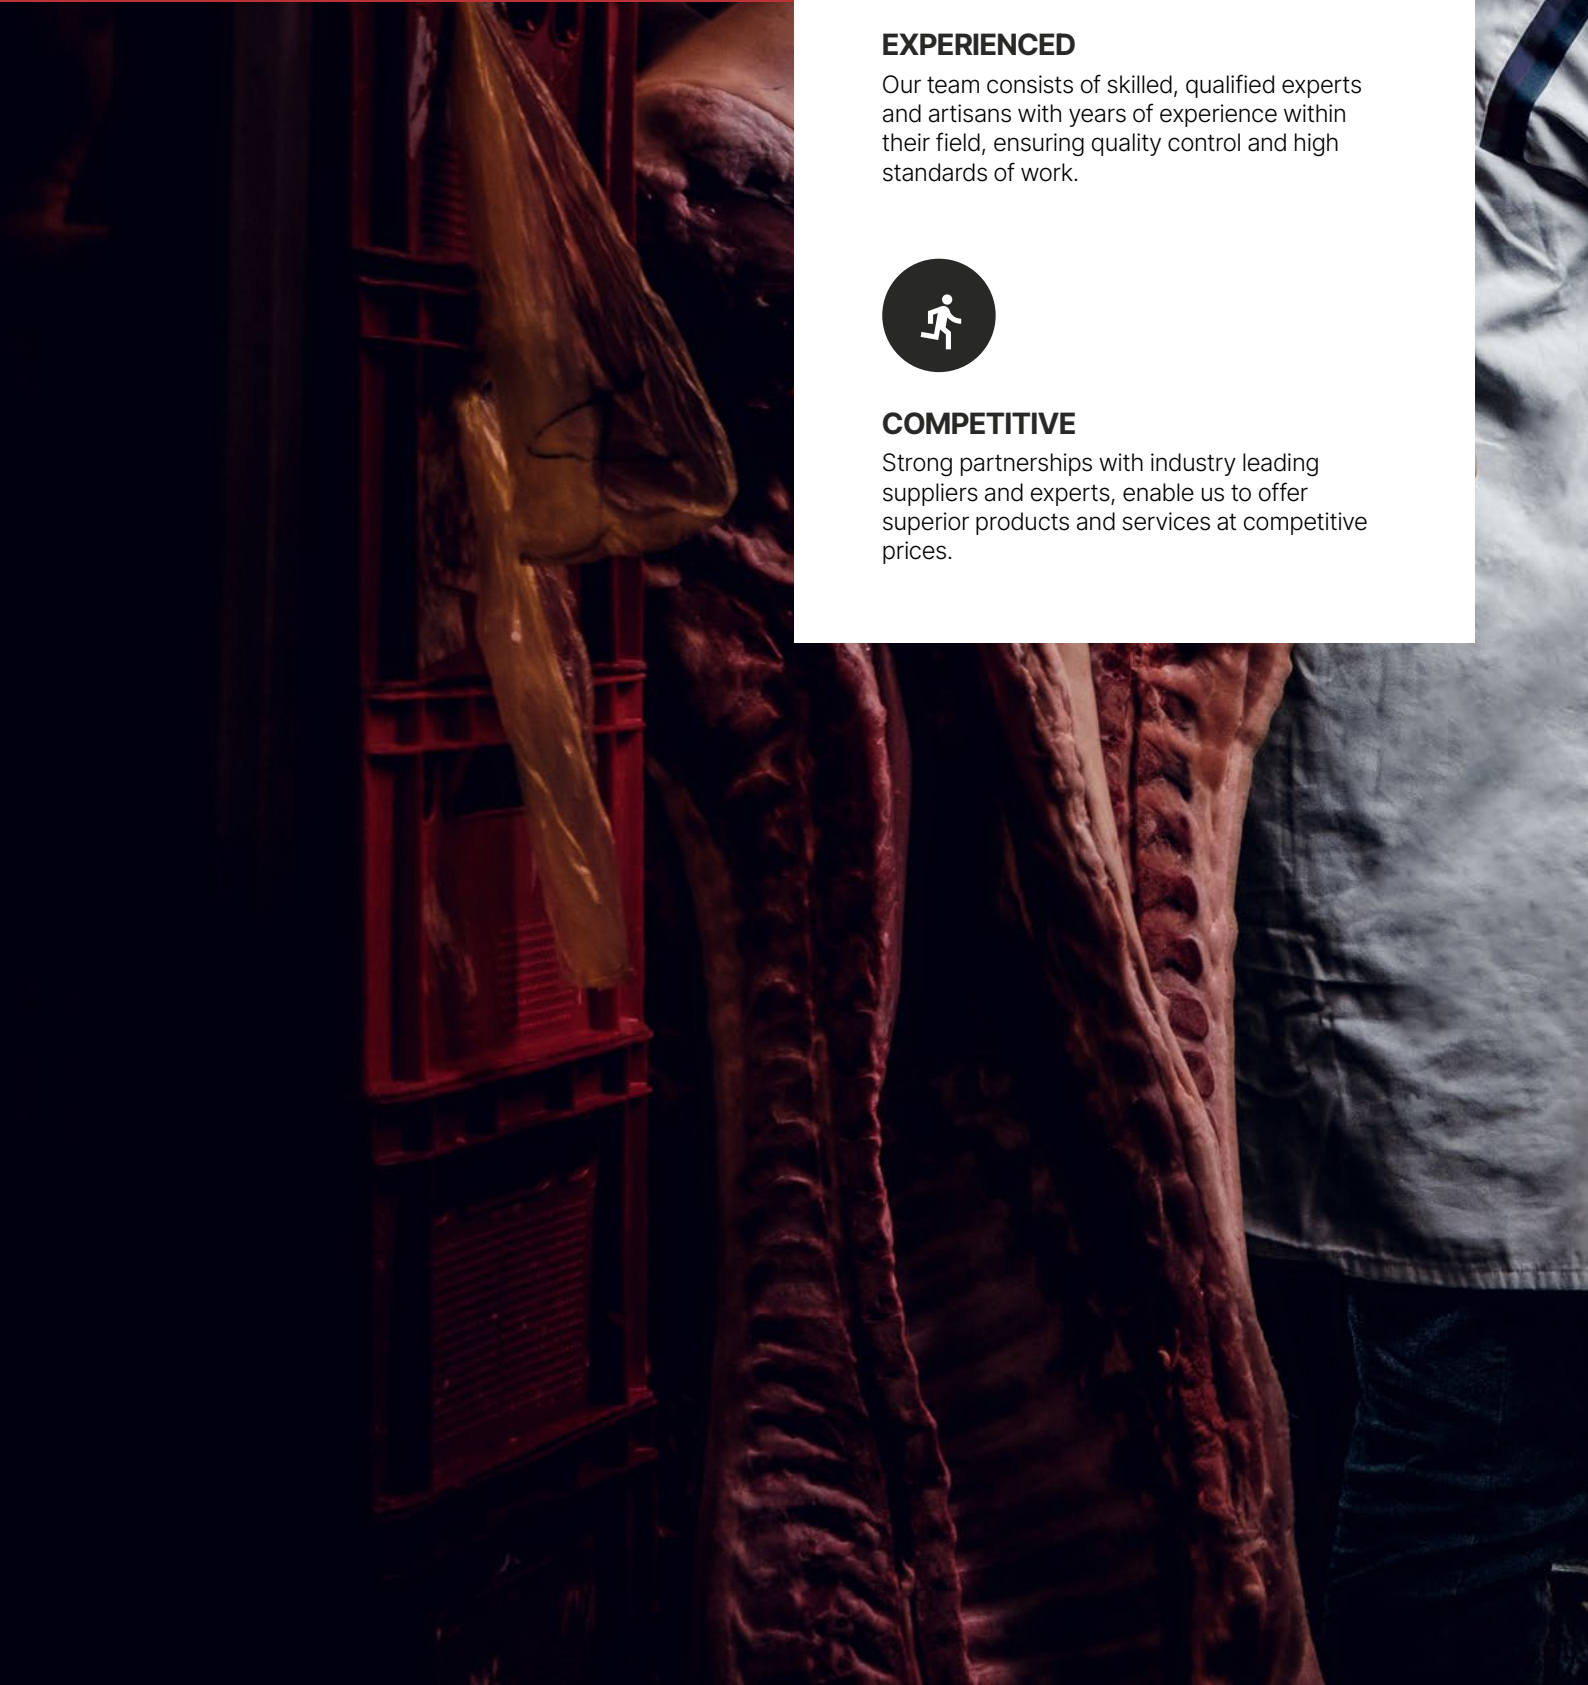 EXPERIENCED
Our team consists of skilled, qualified experts
and artisans with years of experience within
their field, ensuring quality control and high
standards of work.
COMPETITIVE
Strong partnerships with industry leading
suppliers and experts, enable us to offer
superior products and services at competitive
prices.